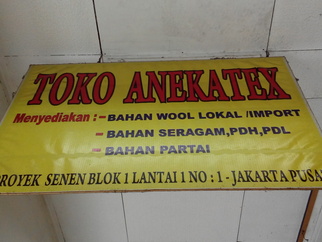 TOKO ANEKATEX
Menyediakan :- BAHAN WOOL LOKAL /IMPORT
- BAHAN SERAGAM,PDH,PDL
- BAHAN PARTAI
PROYEK SENEN BLOK 1 LANTAI 1 NO : 1 - JAKARTA PUSA